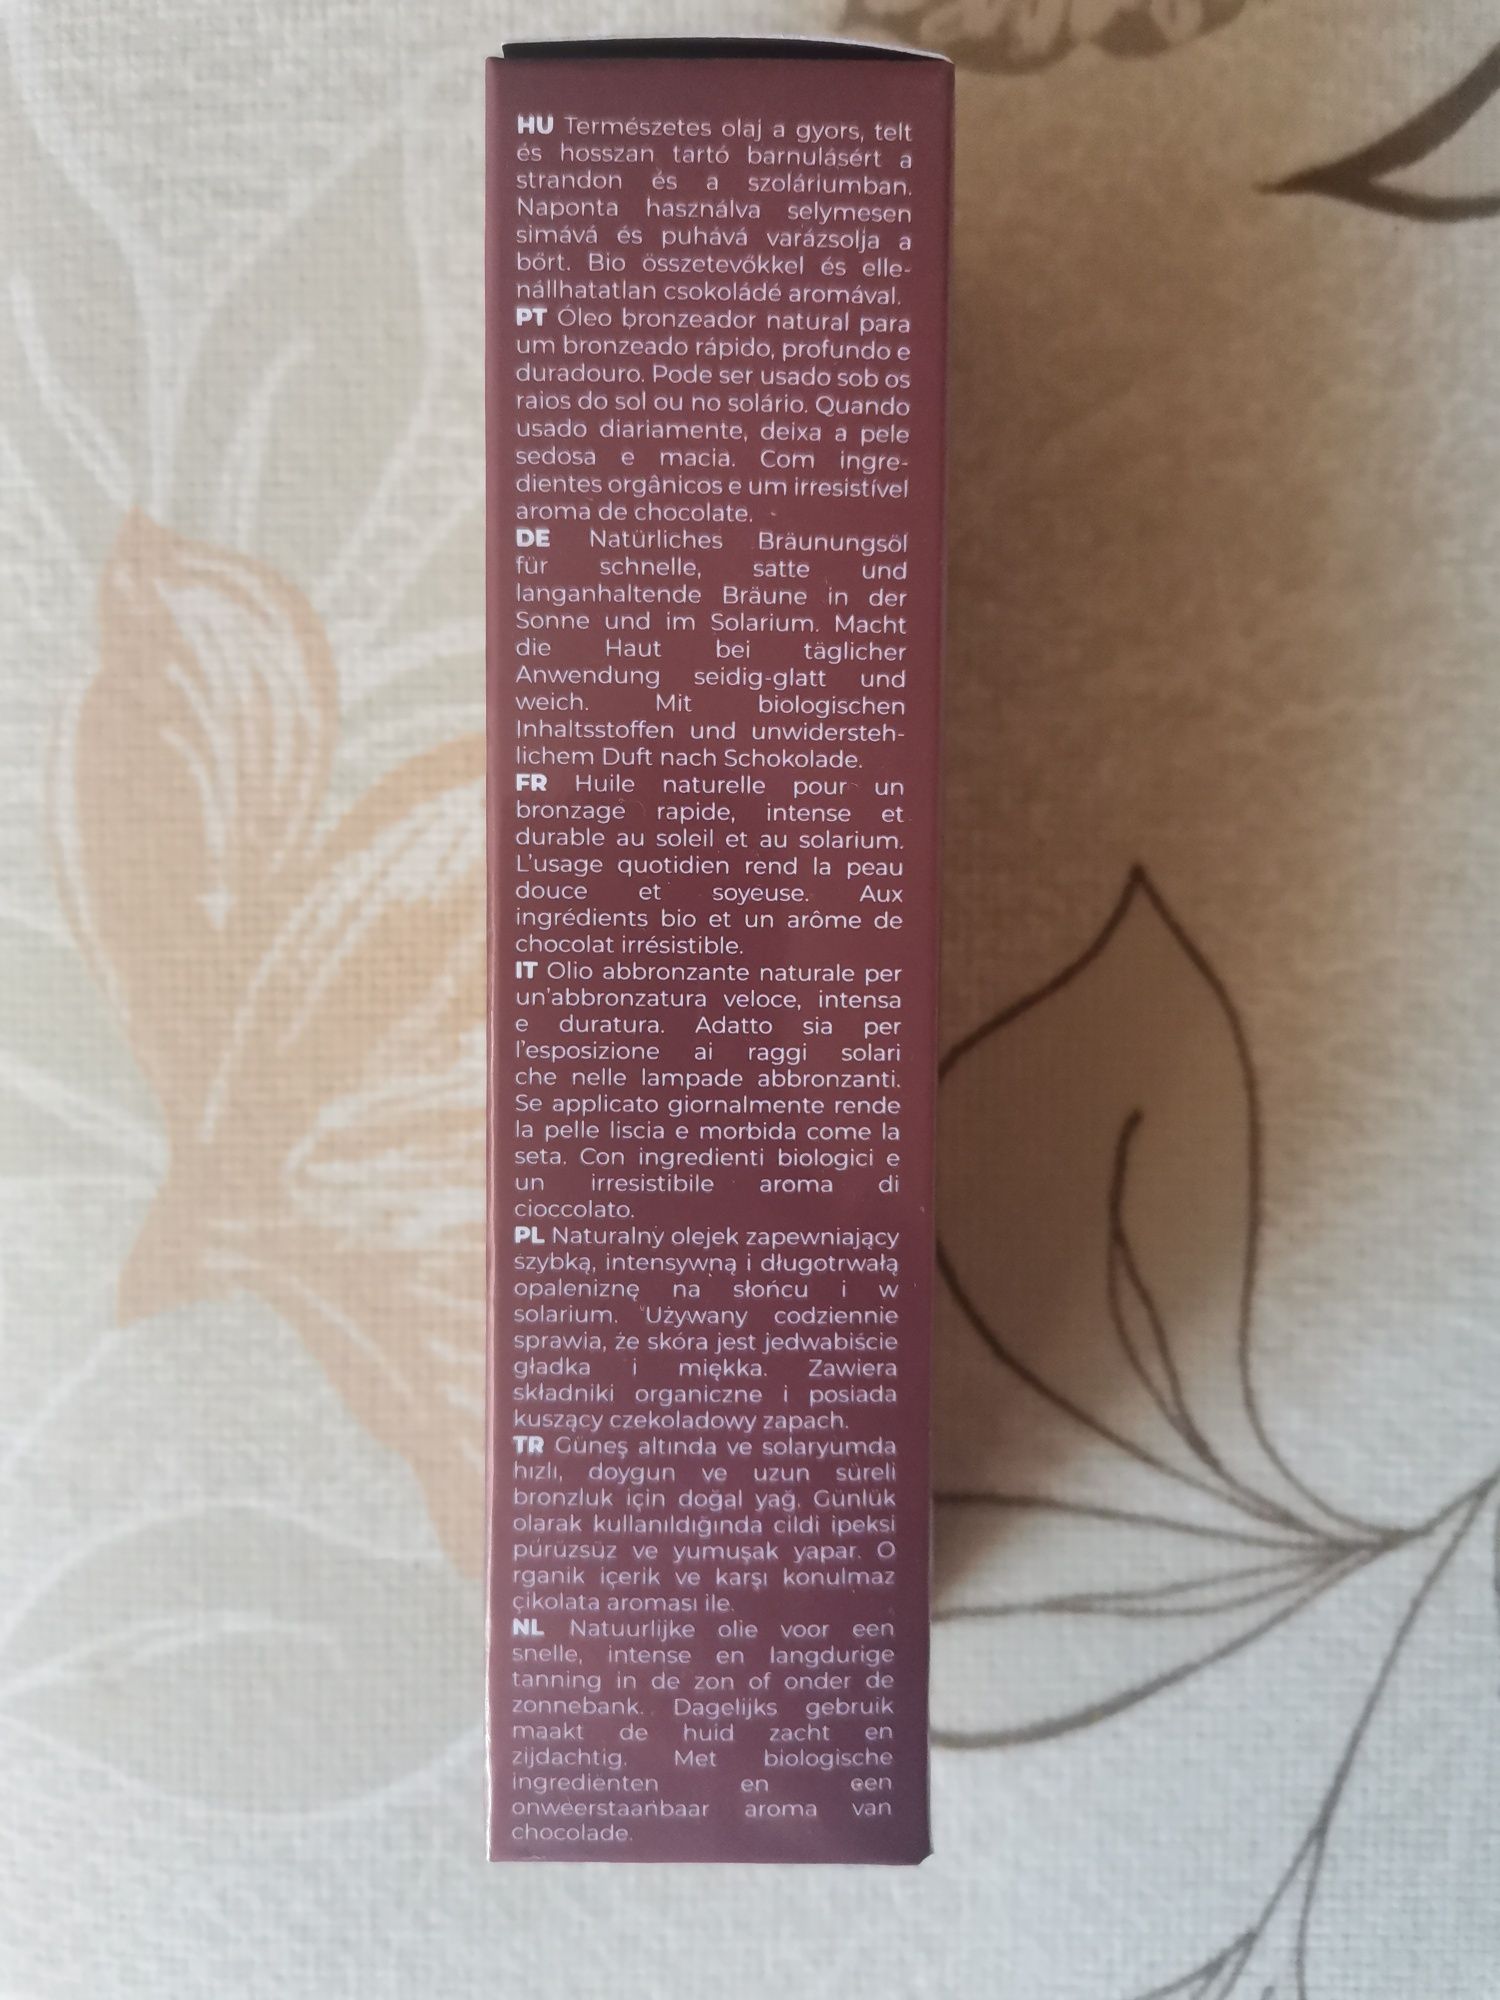 HU Természetes olaj a gyors, telt
és hosszan tartó barnulásért a
strandon és a szoláriumban.
Naponta használva selymesen
simává és puhává varázsolja a
bőrt. Bio összetevőkkel és elle-
nállhatatlan csokoládé aromával.
PT Óleo bronzeador natural para
um bronzeado rápido, profundo e
duradouro. Pode ser usado sob os
raios do sol ou no solário. Quando
usado diariamente, deixa a pele
sedosa e macia. Com ingre-
dientes orgânicos e um irresistível
aroma de chocolate.
DE Natürliches Bräunungsöl
für schnelle, satte und
langanhaltende Bräune in der
Sonne und im Solarium. Macht
die Haut bei täglicher
Anwendung seidig-glatt und
weich. Mit biologischen
Inhaltsstoffen und unwidersteh-
lichem Duft nach Schokolade.
FR Huile naturelle pour un
bronzage rapide, intense et
durable au soleil et au solarium.
L'usage quotidien rend la peau
douce et soyeuse. Aux
ingrédients bio et un arôme de
chocolat irrésistible.
IT Olio abbronzante naturale per
un'abbronzatura veloce, intensa
e duratura. Adatto sia per
l'esposizione ai raggi solari
che nelle lampade abbronzanti.
Se applicato giornalmente rende
la pelle liscia e morbida come la
seta. Con ingredienti biologici e
un irresistibile aroma di
cioccolato.
PL Naturalny olejek zapewniający
szybką, intensywną i długotrwałą
opaleniznę na słońcu i w
solarium. Używany codziennie
sprawia, że skóra jest jedwabiście
gładka i miękka. Zawiera
składniki organiczne i posiada
kuszący czekoladowy zapach.
TR Güneş altında ve solaryumda
hızlı, doygun ve uzun süreli
bronzluk için doğal yağ. Günlük
olarak kullanıldığında cildi ipeksi
pürüzsüz ve yumuşak yapar. O
rganik içerik ve karşı konulmaz
çikolata aroması ile.
NL Natuurlijke olie voor een
snelle, intense en langdurige
tanning in de zon of onder de
zonnebank. Dagelijks gebruik
maakt de huid zacht en
zijdachtig. Met biologische
ingrediënten en een
onweerstaanbaar aroma van
chocolade.